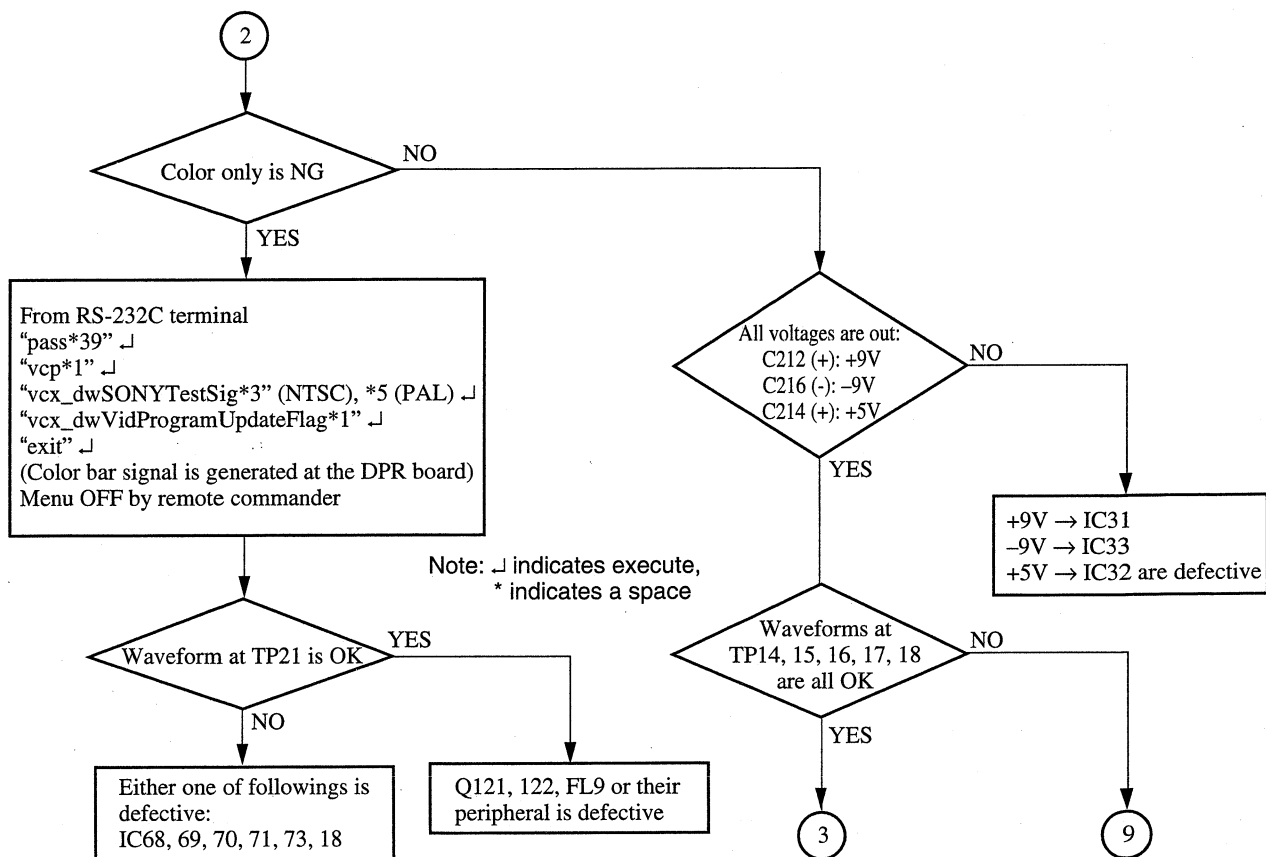 2
Color only is NG
NO
YES
From RS-232C terminal
“pass*39” ↵
“vcp*1” ↵
“vcx_dwSONYTestSig*3” (NTSC), *5 (PAL) ↵
“vcx_dwVidProgramUpdateFlag*1” ↵
“exit” ↵
(Color bar signal is generated at the DPR board)
Menu OFF by remote commander
Note: ↵ indicates execute,
* indicates a space
Waveform at TP21 is OK
YES
NO
Either one of followings is
defective:
IC68, 69, 70, 71, 73, 18
Q121, 122, FL9 or their
peripheral is defective
All voltages are out:
C212 (+): +9V
C216 (-): –9V
C214 (+): +5V
NO
YES
+9V → IC31
–9V → IC33
+5V → IC32 are defective
Waveforms at
TP14, 15, 16, 17, 18
are all OK
NO
YES
3
9